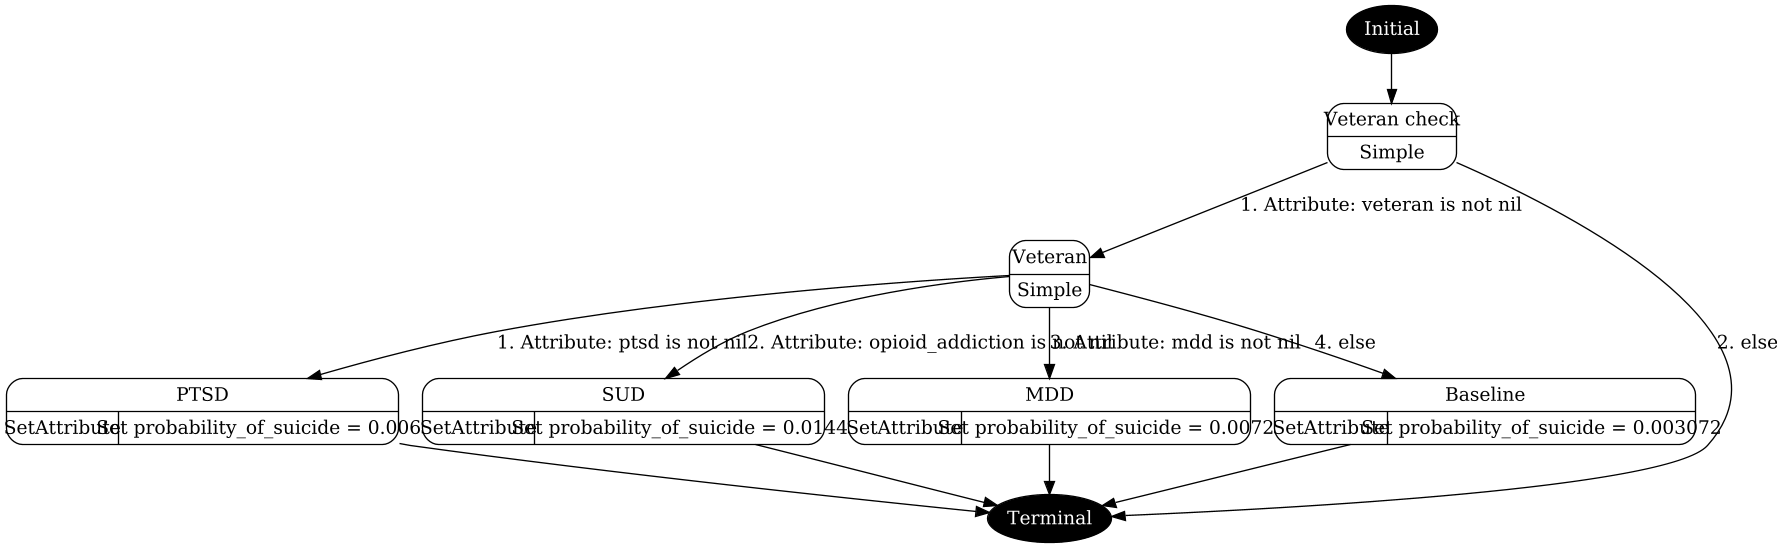 Initial
Veteran check
Simple
1. Attribute: veteran is not nil
Veteran
Simple
1. Attribute: ptsd is not nil
2. Attribute: opioid_addiction is not nil
3. Attribute: mdd is not nil
4. else
2. else
PTSD
SetAttribute
Set probability_of_suicide = 0.006
SUD
SetAttribute
Set probability_of_suicide = 0.0144
MDD
SetAttribute
Set probability_of_suicide = 0.0072
Baseline
SetAttribute
Set probability_of_suicide = 0.003072
Terminal